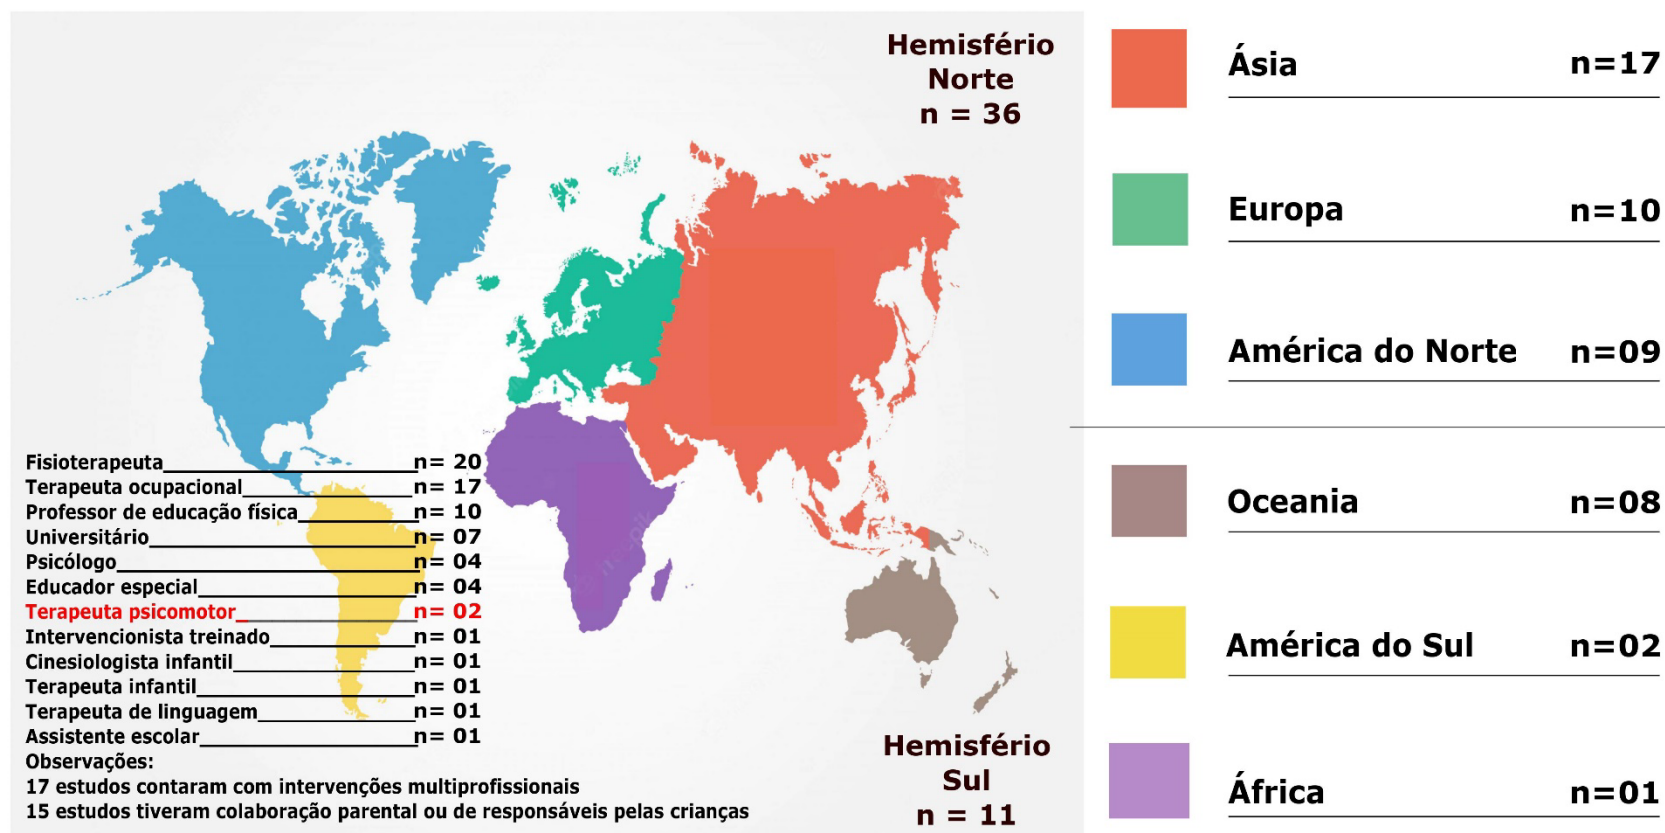 Hemisfério
Norte
n = 36
Fisioterapeuta n= 20
Terapeuta ocupacional n= 17
Professor de educação física n= 10
Universitário n= 07
Psicólogo n= 04
Educador especial n= 04
Terapeuta psicomotor n= 02
Intervencionista treinado n= 01
Cinesiologista infantil n= 01
Terapeuta infantil n= 01
Terapeuta de linguagem n= 01
Assistente escolar n= 01
Observações:
17 estudos contaram com intervenções multiprofissionais
15 estudos tiveram colaboração parental ou de responsáveis pelas crianças
Hemisfério
Sul
n = 11
Ásia n=17
Europa n=10
América do Norte n=09
Oceania n=08
América do Sul n=02
África n=01